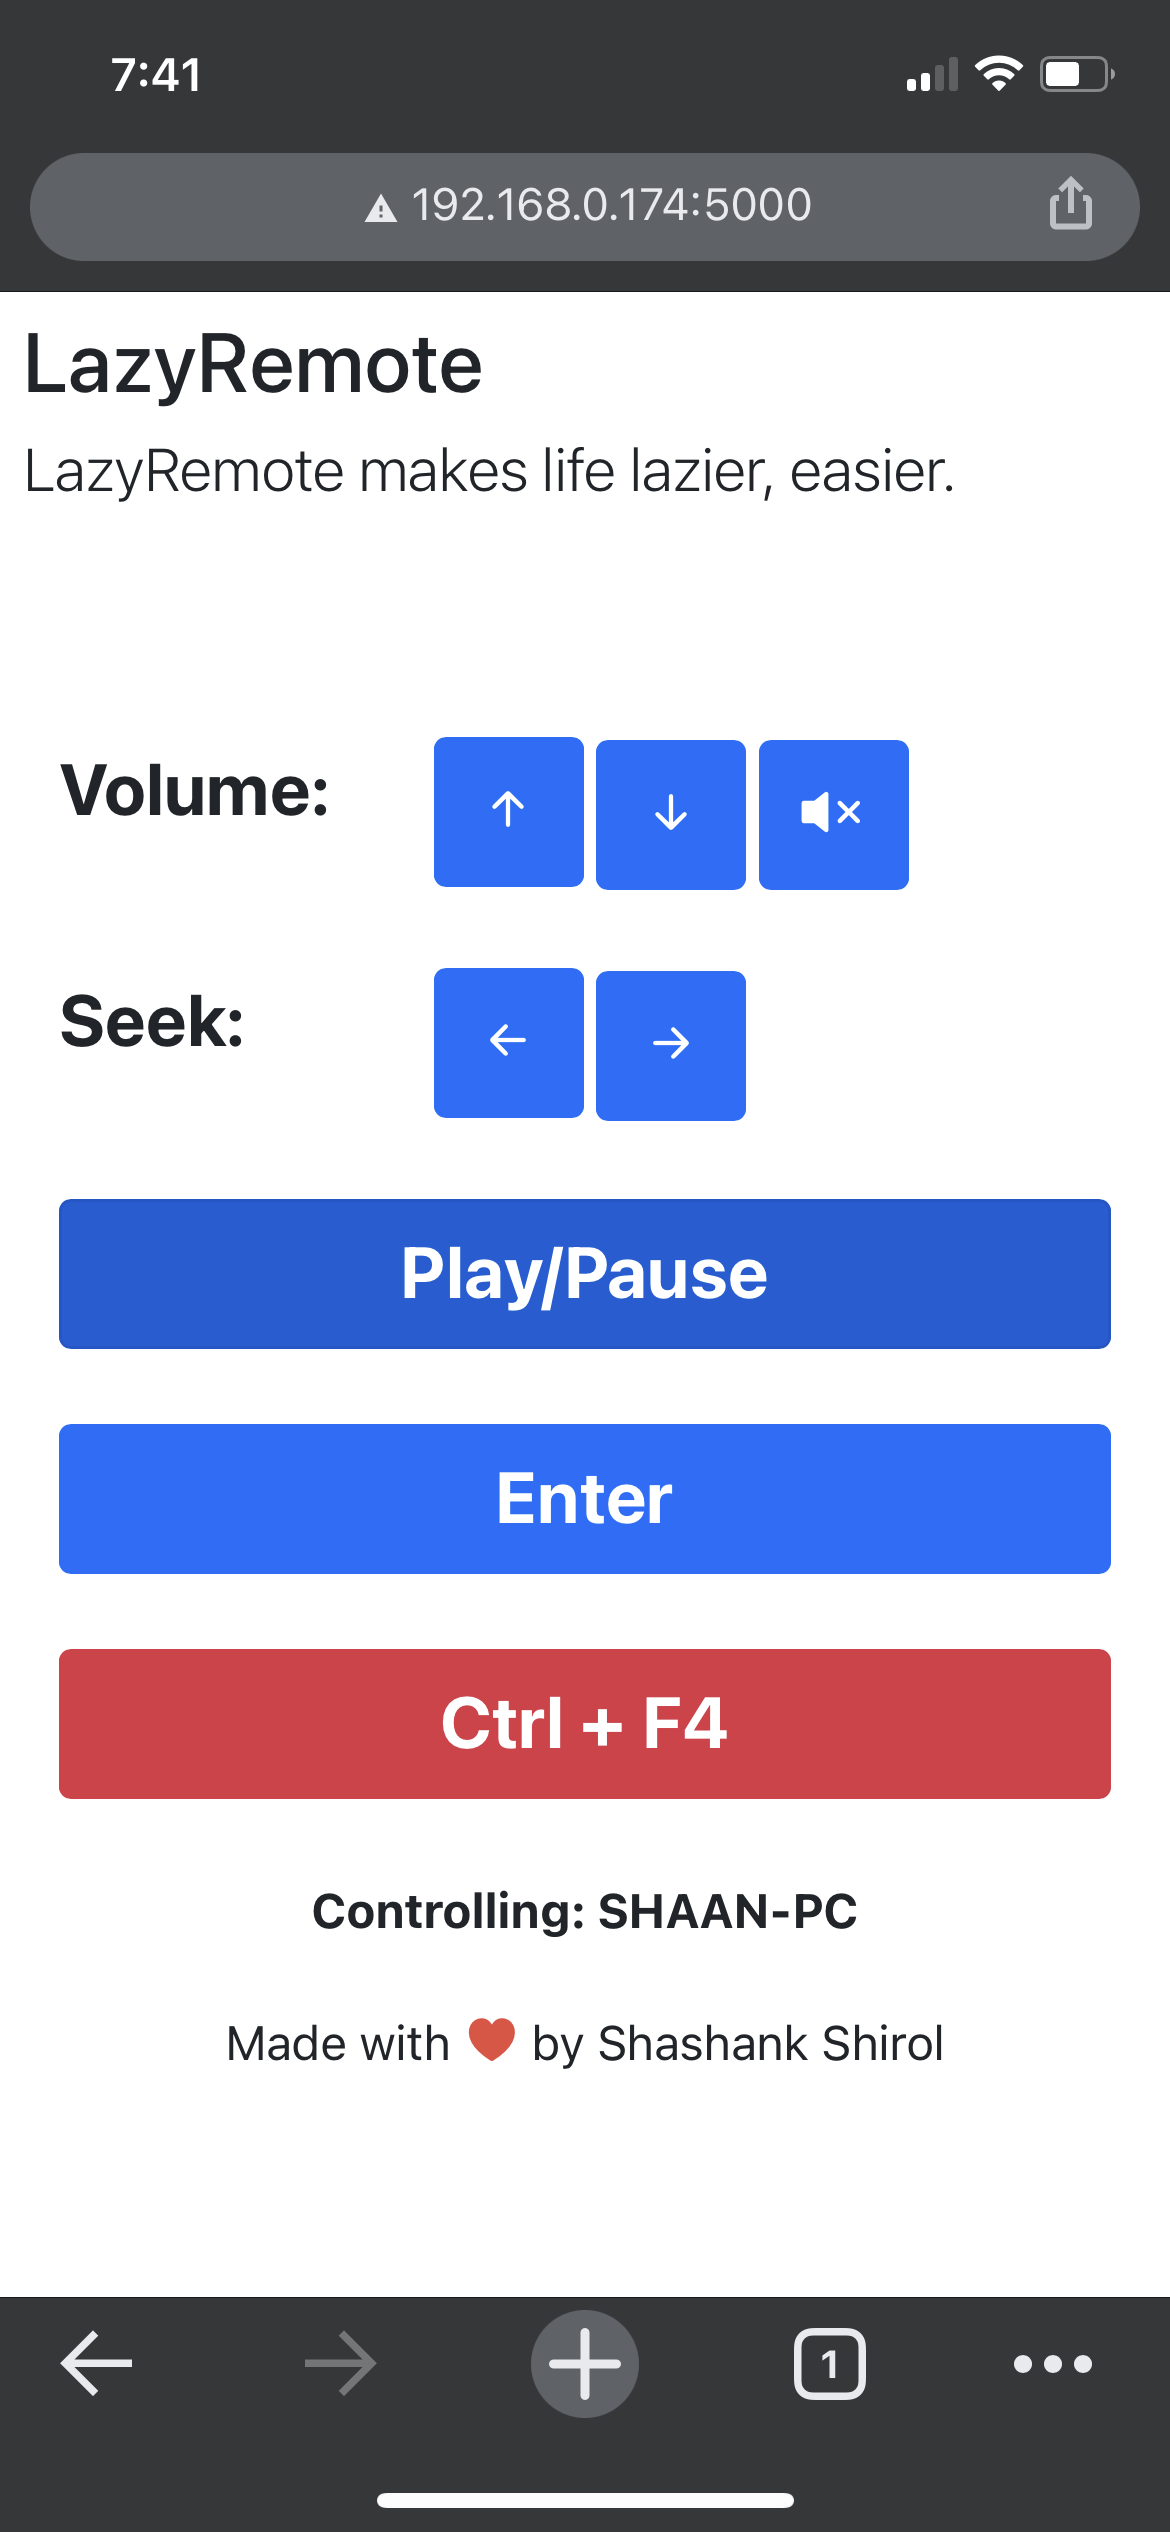 7:41
192.168.0.174:5000
LazyRemote
LazyRemote makes life lazier, easier.
Volume:
Seek:
Play/Pause
Enter
Ctrl + F4
Controlling: SHAAN-PC
Made with ❤️ by Shashank Shirol
1